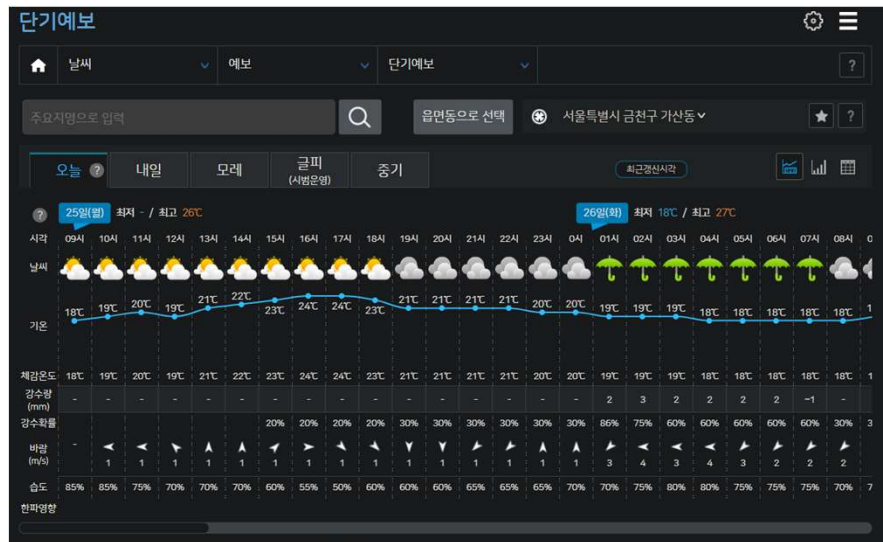 단기예보
날씨 예보 단기예보 ?
주요지명으로 입력 읍면동으로 선택 서울특별시 금천구 가산동 ?
오늘 ? 내일 모레 글피 중기 최근갱신시각
(시범운영)
? 25일(월) 최저 - / 최고 26℃ 26일(화) 최저 18℃ / 최고 27℃
시각 09시 10시 11시 12시 13시 14시 15시 16시 17시 18시 19시 20시 21시 22시 23시 0시 01시 02시 03시 04시 05시 06시 07시 08시 0
날씨
기온 18℃ 19℃ 20℃ 19℃ 21℃ 22℃ 23℃ 24℃ 24℃ 23℃ 21℃ 21℃ 21℃ 21℃ 20℃ 20℃ 19℃ 19℃ 19℃ 18℃ 18℃ 18℃ 18℃ 18℃ 1
체감온도 18℃ 19℃ 20℃ 19℃ 21℃ 22℃ 23℃ 24℃ 24℃ 23℃ 21℃ 21℃ 21℃ 21℃ 20℃ 20℃ 19℃ 19℃ 19℃ 18℃ 18℃ 18℃ 18℃ 18℃ 1
강수량 - - - - - - - - - - - - - - - - 2 3 2 2 2 2 ~1 -
(mm)
강수확률 20% 20% 20% 20% 30% 30% 30% 30% 30% 30% 86% 75% 60% 60% 60% 60% 60% 30% 3
바람 -
(m/s) 1 1 1 1 1 1 1 1 1 1 1 1 1 1 1 3 4 3 4 3 2 2 2
습도 85% 85% 75% 70% 70% 70% 60% 55% 50% 60% 60% 60% 65% 65% 65% 70% 70% 75% 80% 80% 75% 75% 75% 70% 7
한파영향